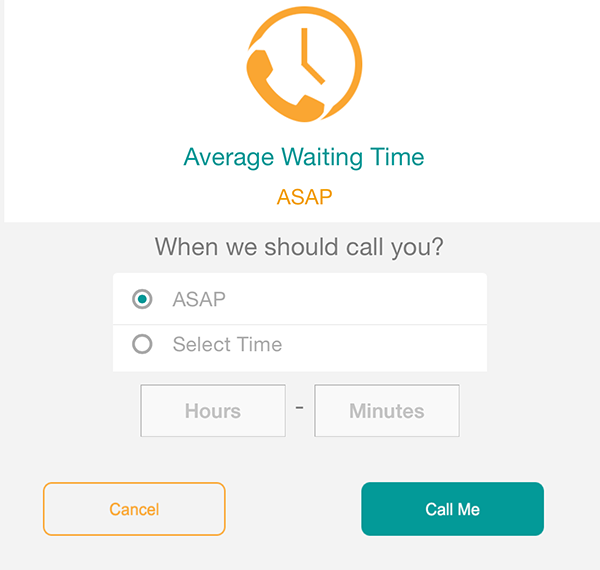 Average Waiting Time
ASAP
When we should call you?
ASAP
Select Time
Hours - Minutes
Cancel Call Me